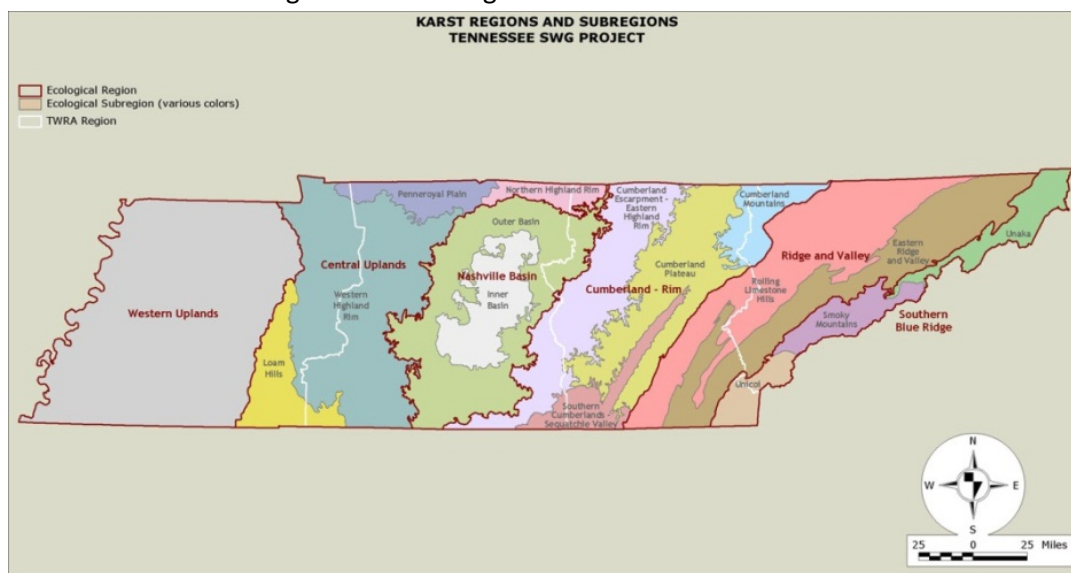 KARST REGIONS AND SUBREGIONS
TENNESSEE SWG PROJECT
Ecological Region
Ecological Subregion (various colors)
TWRA Region
Penneroyal Plain
Northern Highland Rim
Cumberland
Escarpment -
Eastern
Highland
Rim
Cumberland
Mountains
Outer Basin
Unaka
Central Uplands
Nashville Basin
Cumberland
Plateau
Ridge and Valley
Eastern
Ridge
and Valley
Western
Highland
Rim
Inner
Basin
Cumberland - Rim
Rolling
Limestone
Hills
Western Uplands
Smoky
Mountains
Southern
Blue Ridge
Loam
Hills
Unicoi
Southern
Cumberlands -
Sequatchie Valley
N
W
E
S
25 0 25 Miles